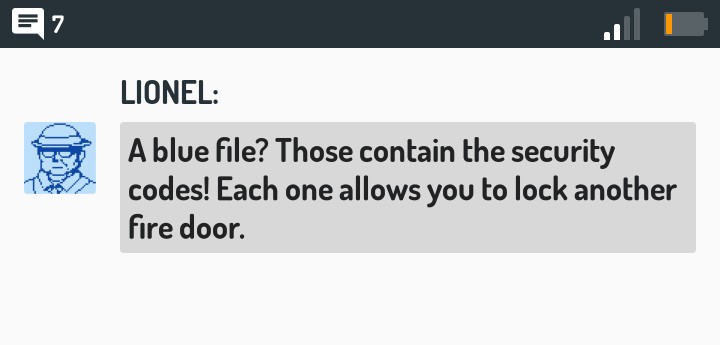 7
LIONEL:
A blue file? Those contain the security
codes! Each one allows you to lock another
fire door.